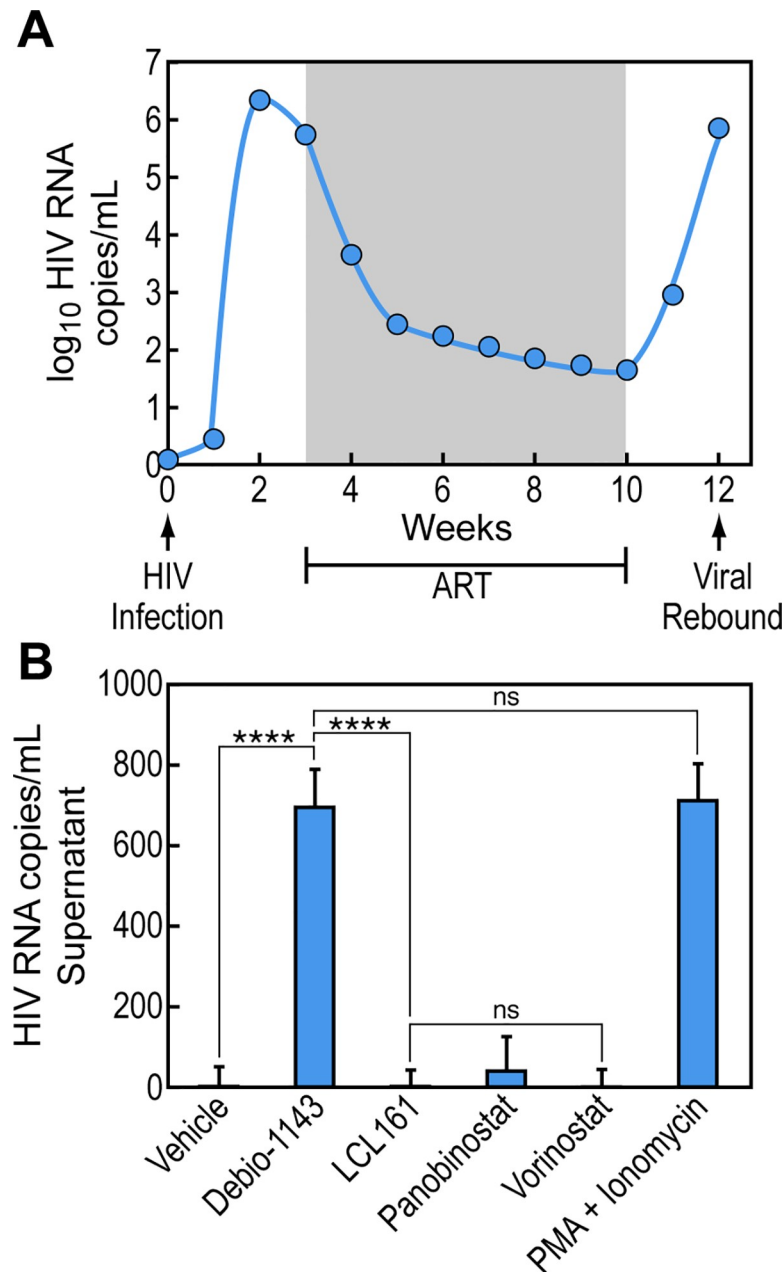 A
7
6
5
4
3
2
1
0
log10 HIV RNA
copies/mL
0 2 4 6 8 10 12
Weeks
HIV
Infection
ART
Viral
Rebound
B
1000
800
600
400
200
0
HIV RNA copies/mL
Supernatant
ns
**** ****
ns
Vehicle
Debio-1143
LCL161
Panobinostat
Vorinostat
PMA + Ionomycin